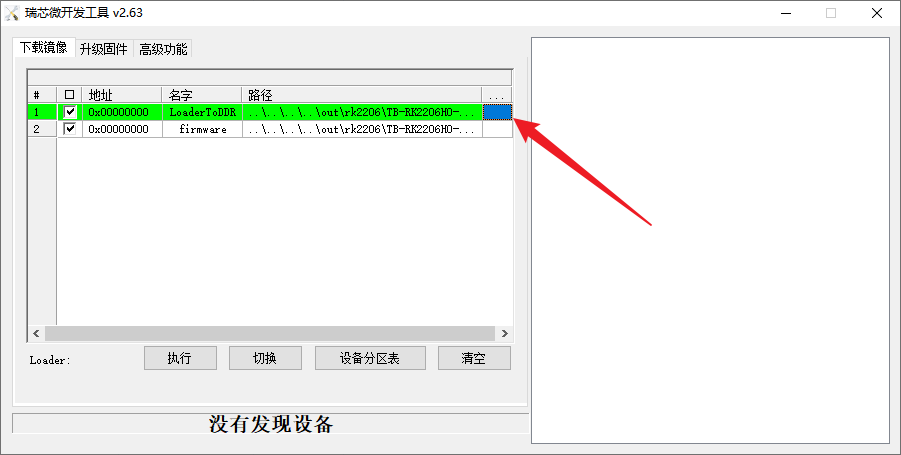 瑞芯微开发工具 v2.63
下载镜像 升级固件 高级功能
# 地址 名字 路径 ...
1 0x00000000 LoaderToDDR ..\..\..\..\out\rk2206\TB-RK2206H0-...
2 0x00000000 firmware ..\..\..\..\out\rk2206\TB-RK2206H0-...
Loader: 执行 切换 设备分区表 清空
没有发现设备